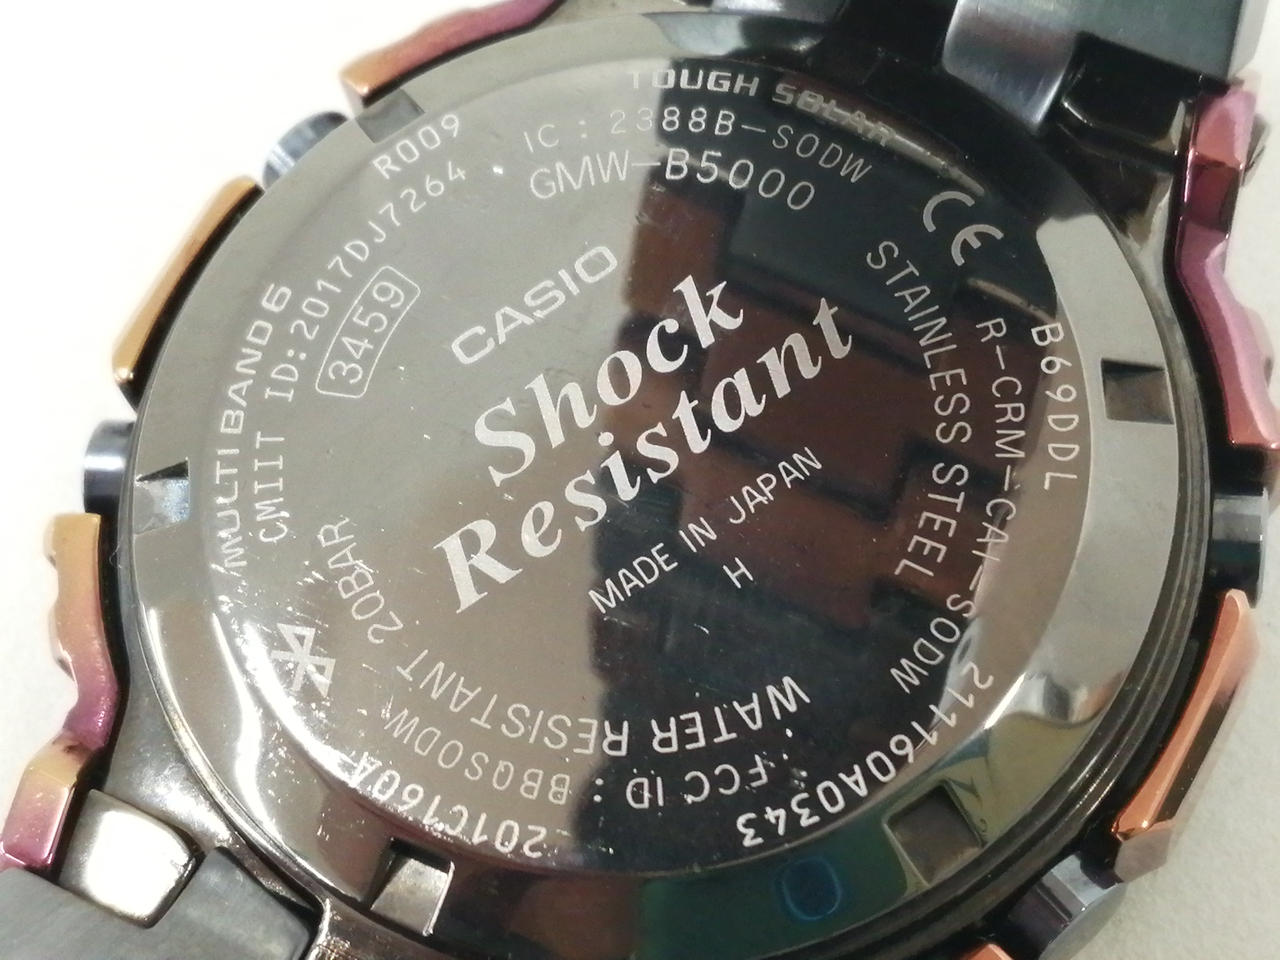 TOUGH SOLAR
IC : 2388B-SODW
GMW-B5000
R009
CMIIT ID:2017DJ7264
MULTI BAND 6
3459
CASIO
Shock
Resistant
MADE IN JAPAN
H
CE
STAINLESS STEEL
R-CRM-CAI-SODW
B69DDL
211160A0343
WATER RESISTANT 20BAR
FCC ID : BBQSODW
201C160A